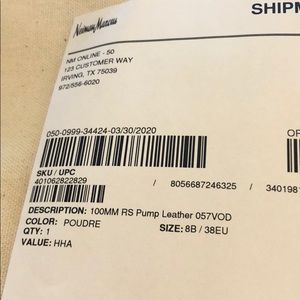 SHIPM
Neiman Marcus
NM ONLINE - 50
123 CUSTOMER WAY
IRVING, TX 75039
972/556-6020
050-0999-34424-03/30/2020
OR
SKU / UPC
401062822829 / 8056687246325 / 3401981
DESCRIPTION: 100MM RS Pump Leather 057VOD
COLOR: POUDRE
QTY: 1 SIZE: 8B / 38EU
VALUE: HHA